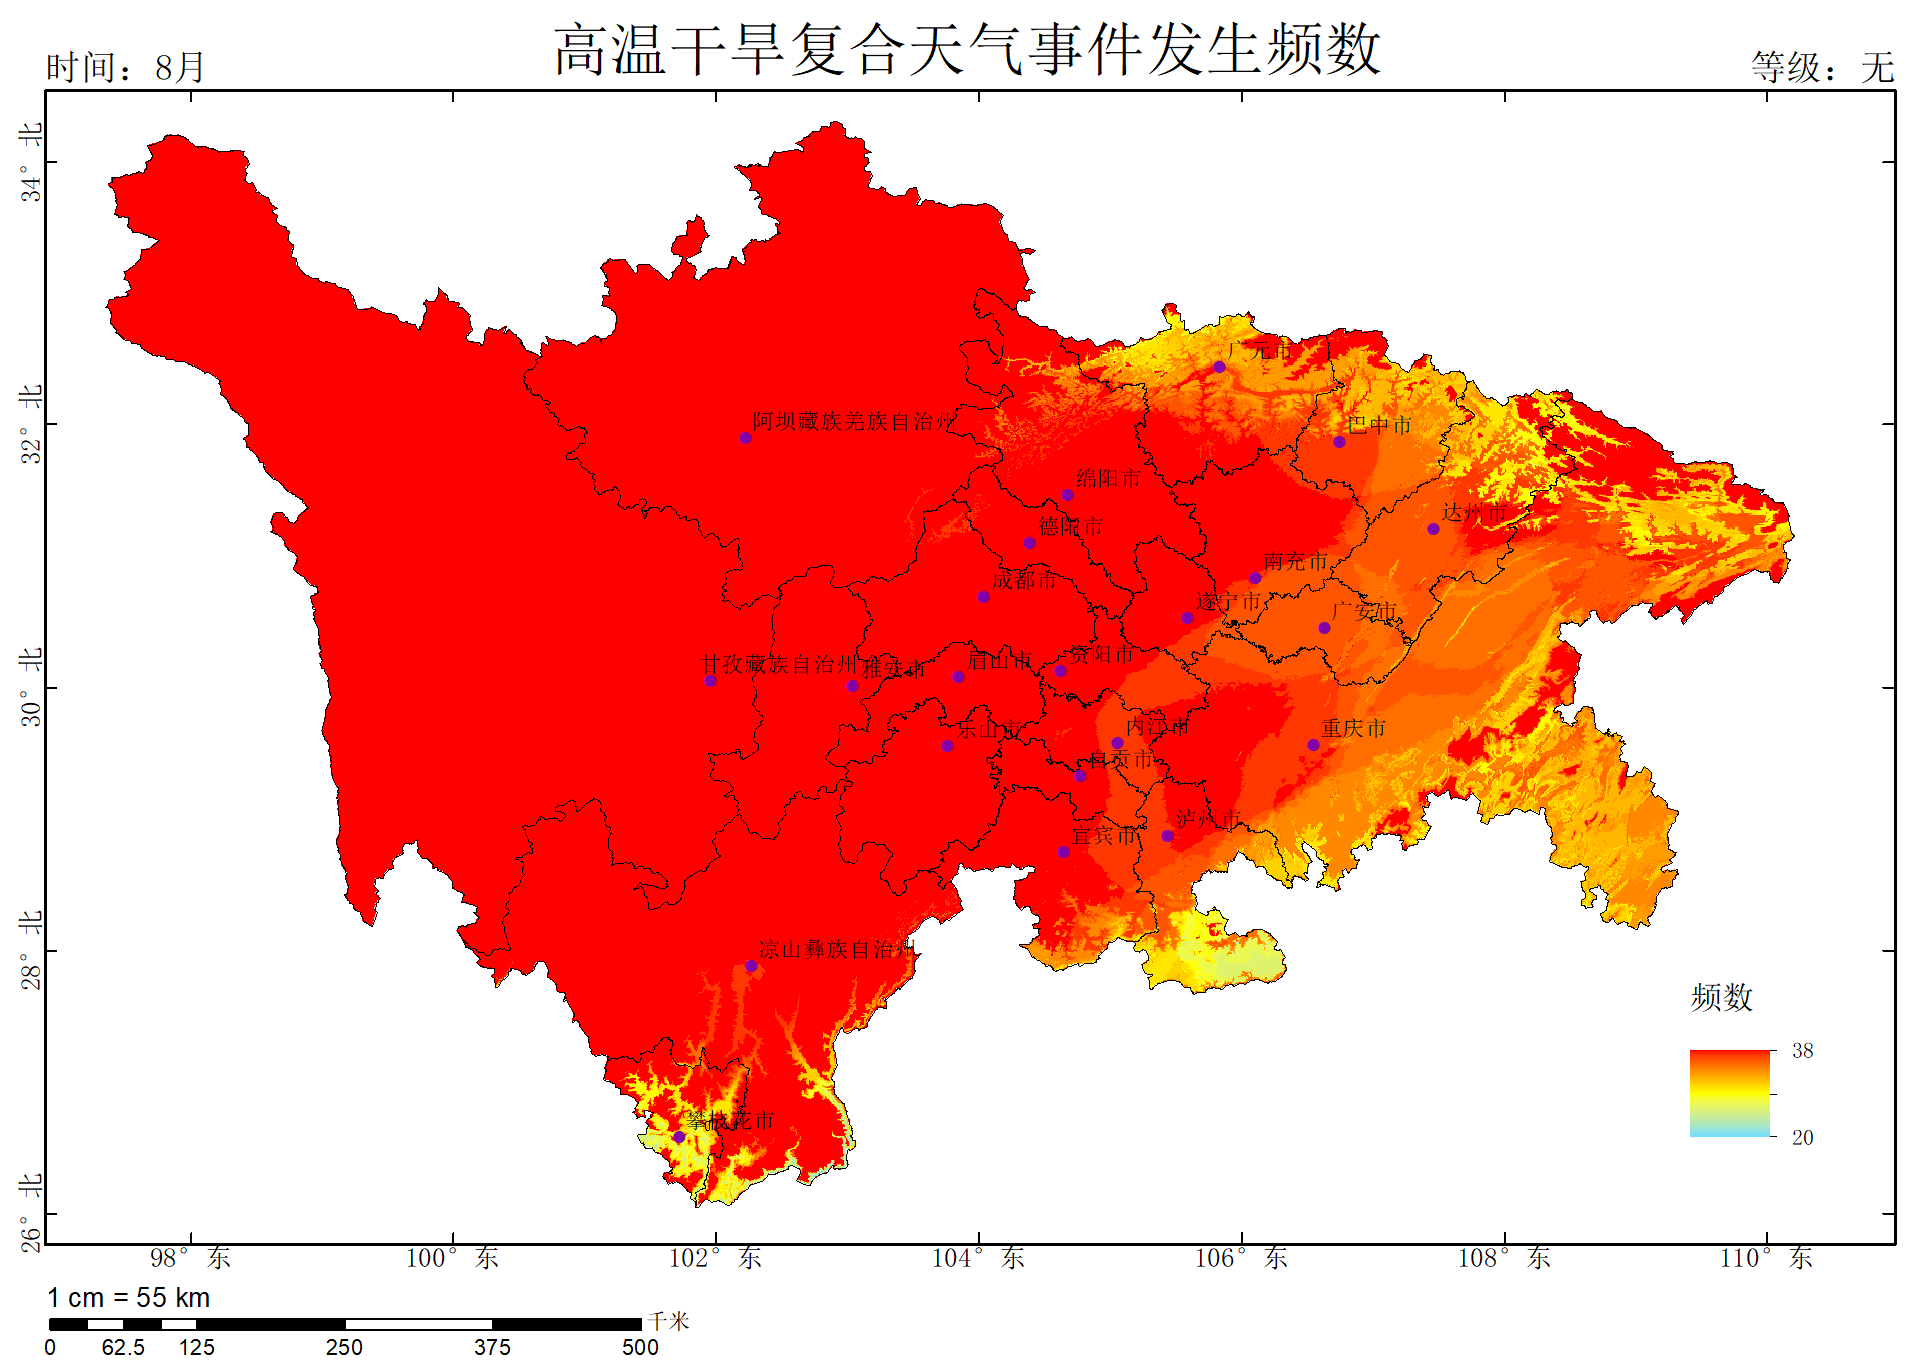 高温干旱复合天气事件发生频数
时间：8月
等级：无
34°北
32°北
30°北
28°北
26°北
广元市
阿坝藏族羌族自治州
巴中市
绵阳市
达州市
德阳市
南充市
成都市
遂宁市
广安市
甘孜藏族自治州
雅安市
眉山市
资阳市
乐山市
内江市
重庆市
自贡市
泸州市
宜宾市
凉山彝族自治州
攀枝花市
频数
38
20
98°东
100°东
102°东
104°东
106°东
108°东
110°东
1 cm = 55 km
千米
0 62.5 125 250 375 500